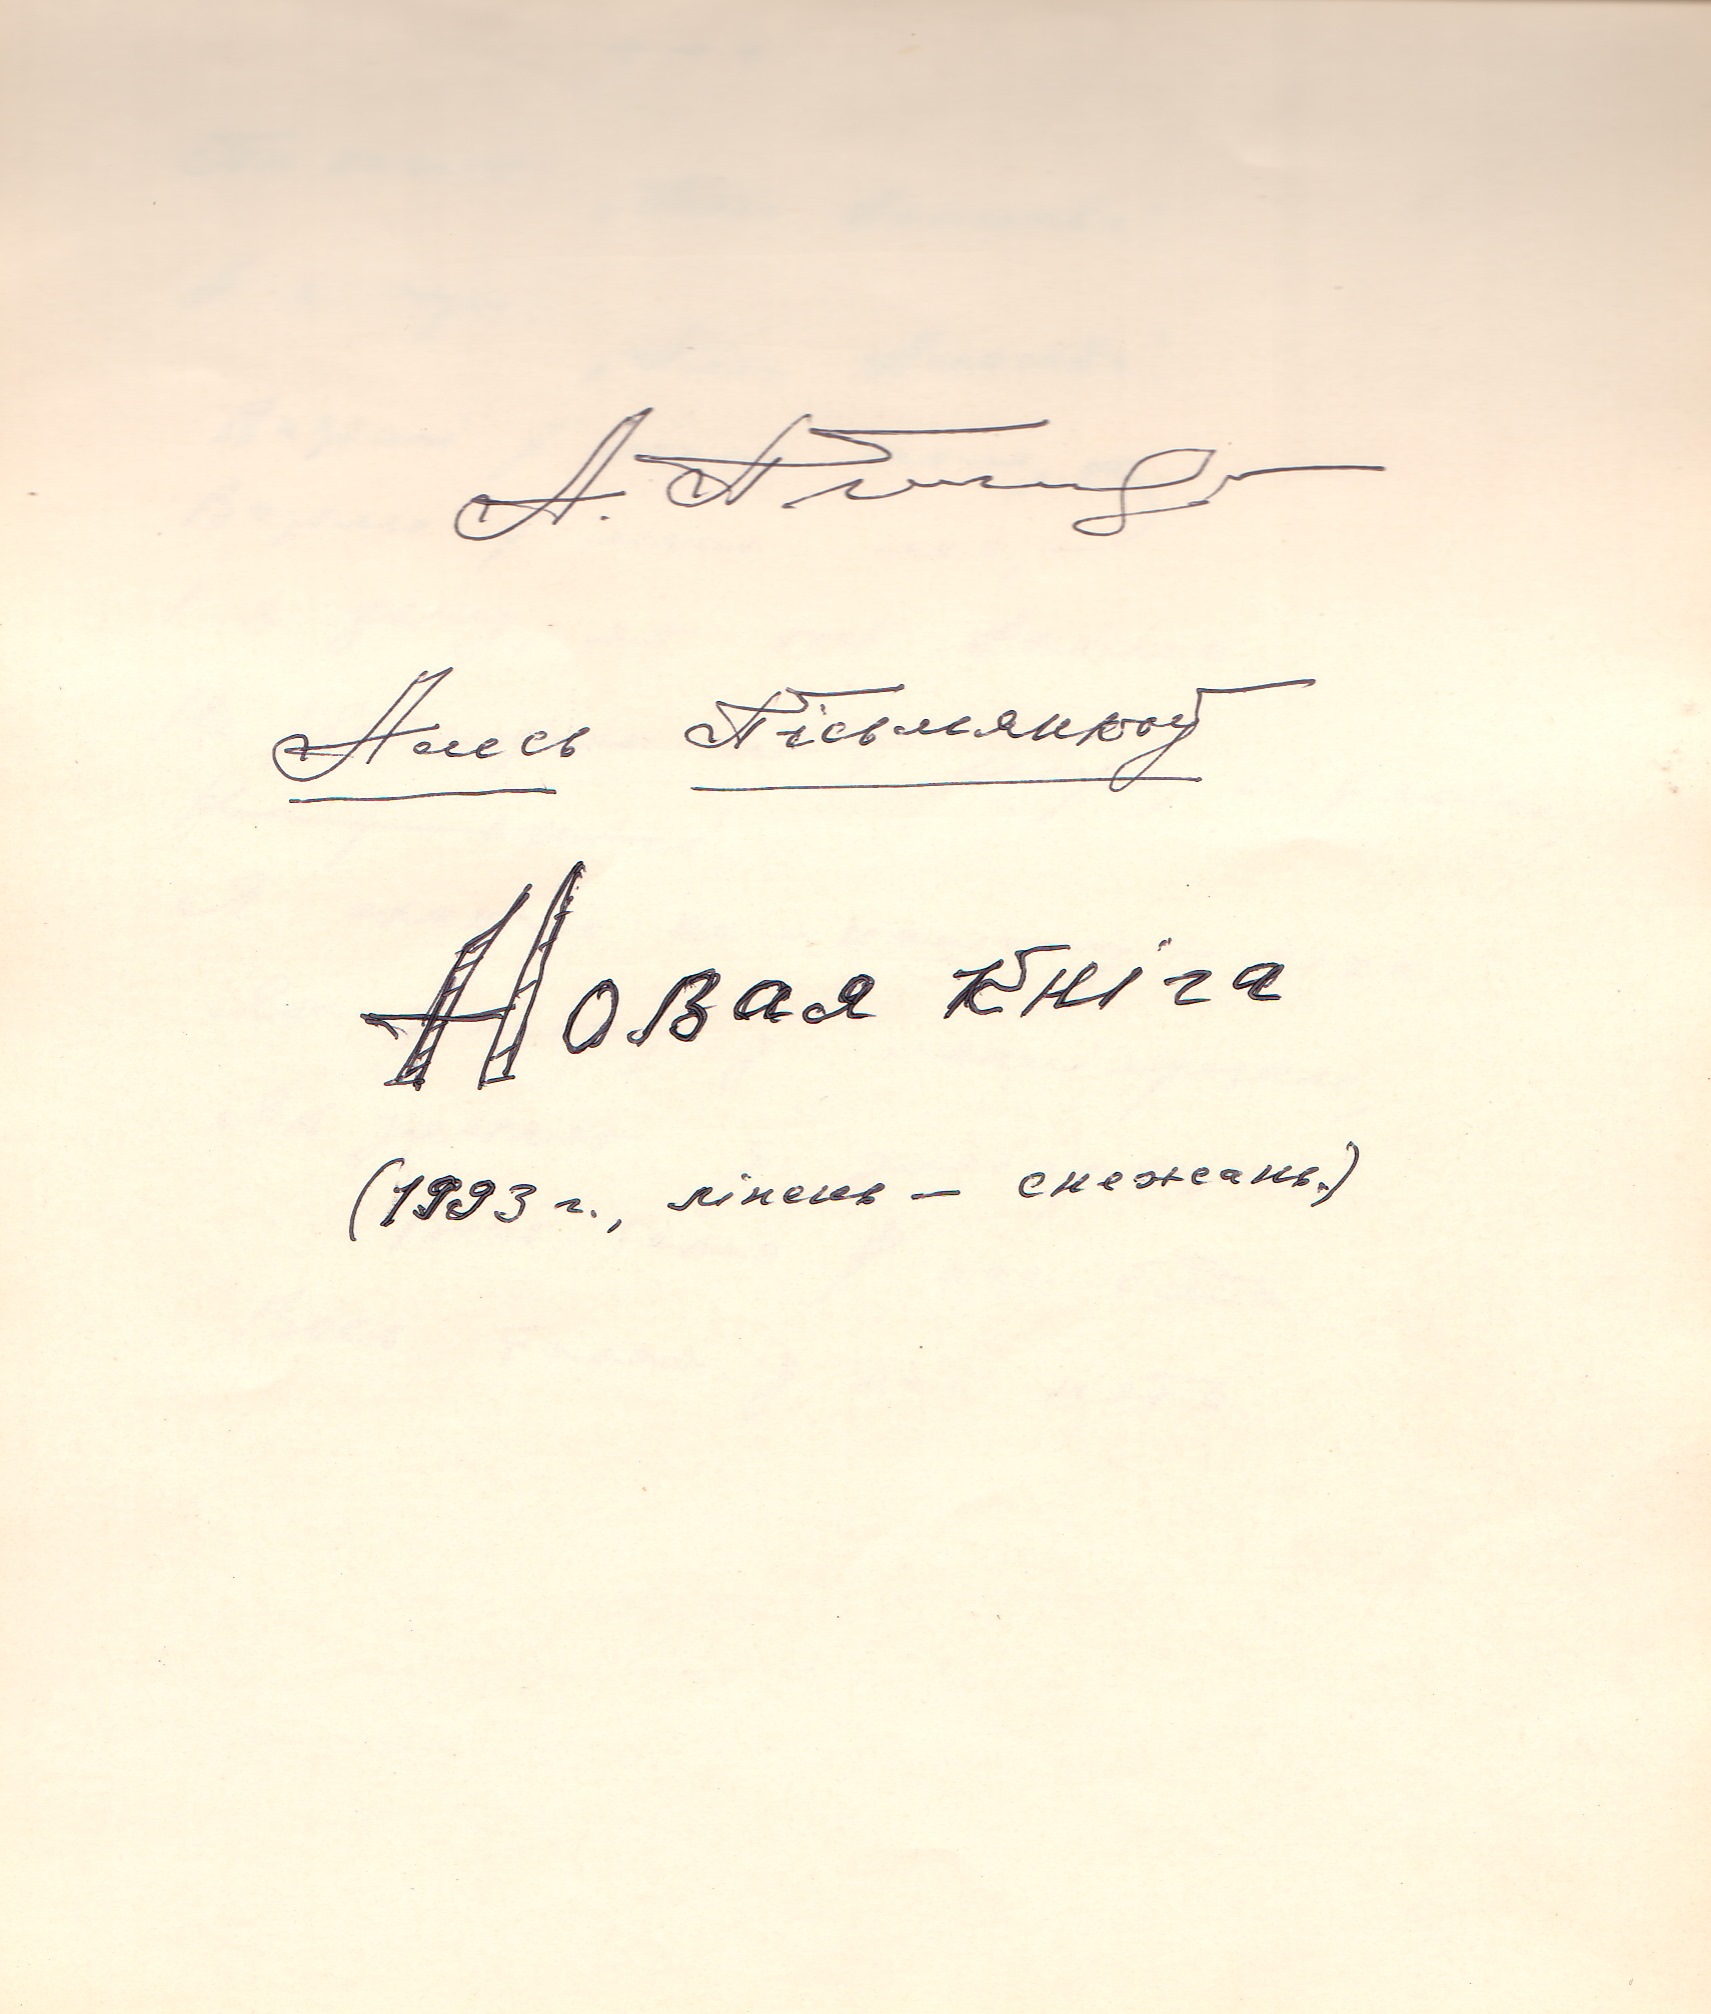 Алесь Пісьмянкоў
Новая кніга
(1993 г., ліпень – снежань.)